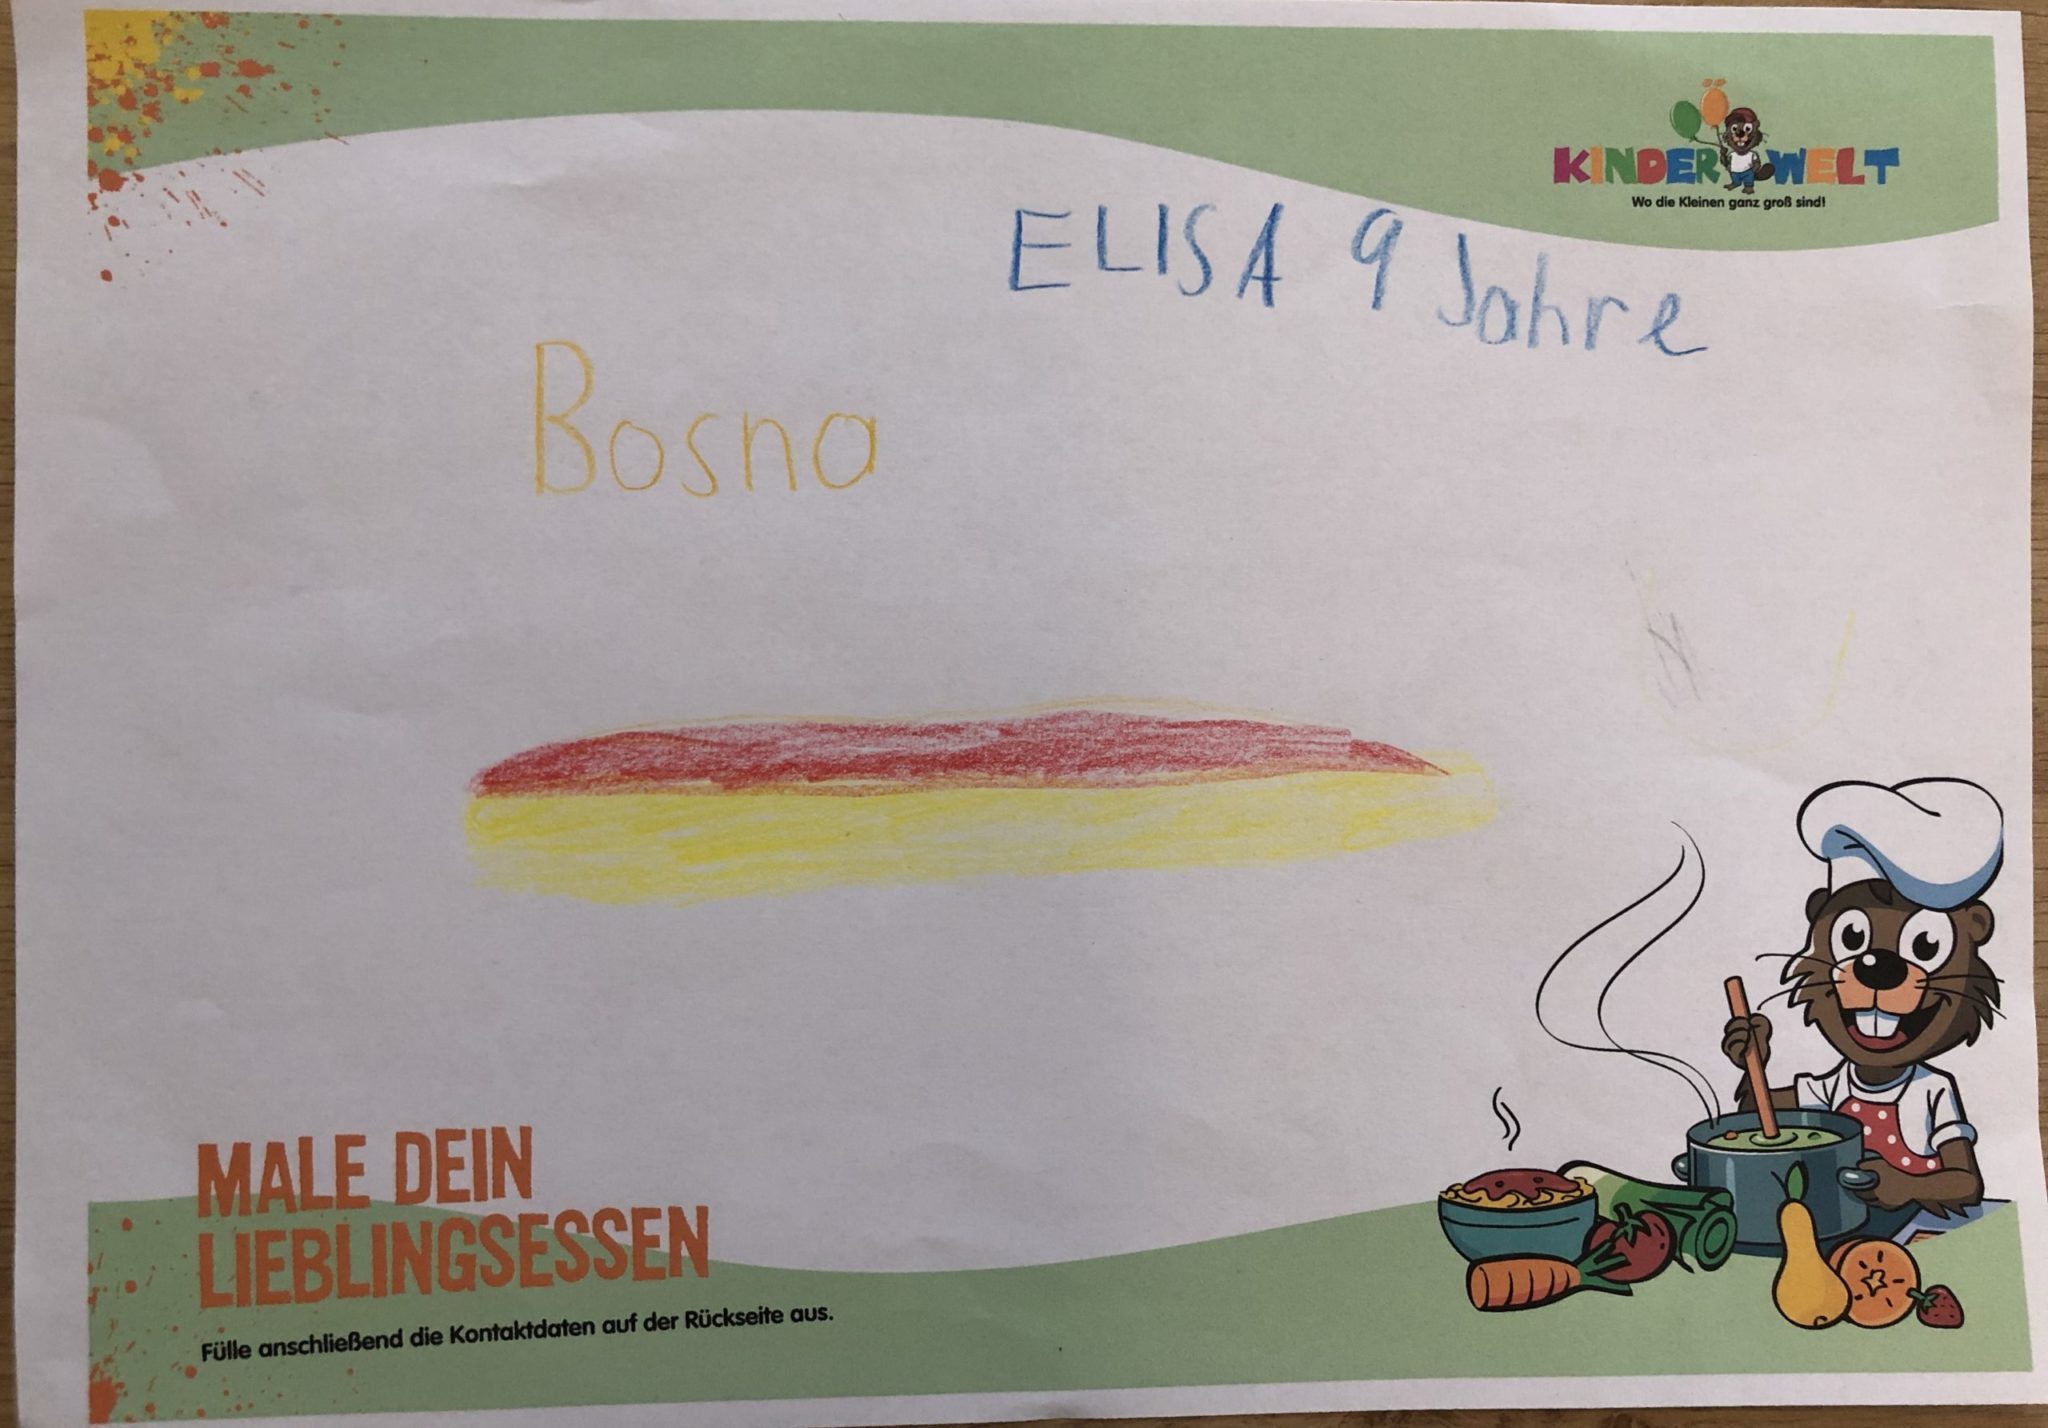 KINDERWELT
Wo die Kleinen ganz groß sind!
ELISA 9 Jahre
Bosna
MALE DEIN
LIEBLINGSESSEN
Fülle anschließend die Kontaktdaten auf der Rückseite aus.